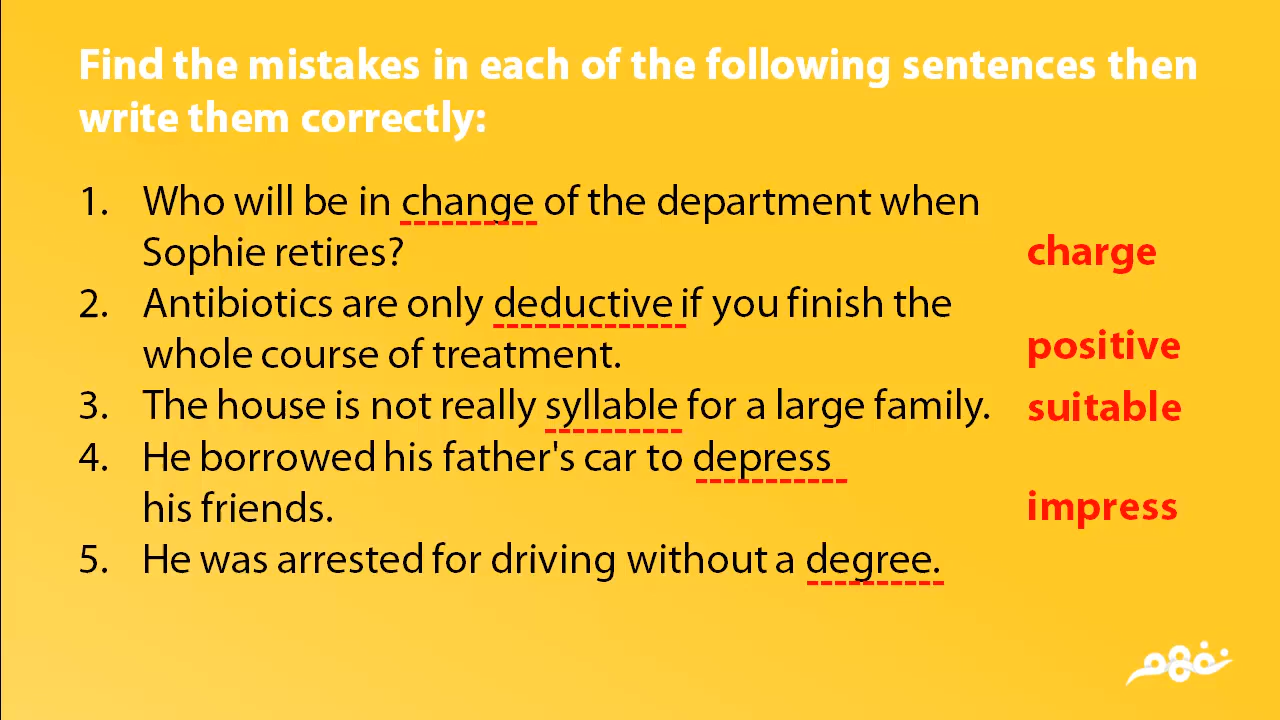 Find the mistakes in each of the following sentences then
write them correctly:
1. Who will be in change of the department when
Sophie retires?
charge
2. Antibiotics are only deductive if you finish the
whole course of treatment.
positive
3. The house is not really syllable for a large family.
suitable
4. He borrowed his father's car to depress
his friends.
impress
5. He was arrested for driving without a degree.
نفهم